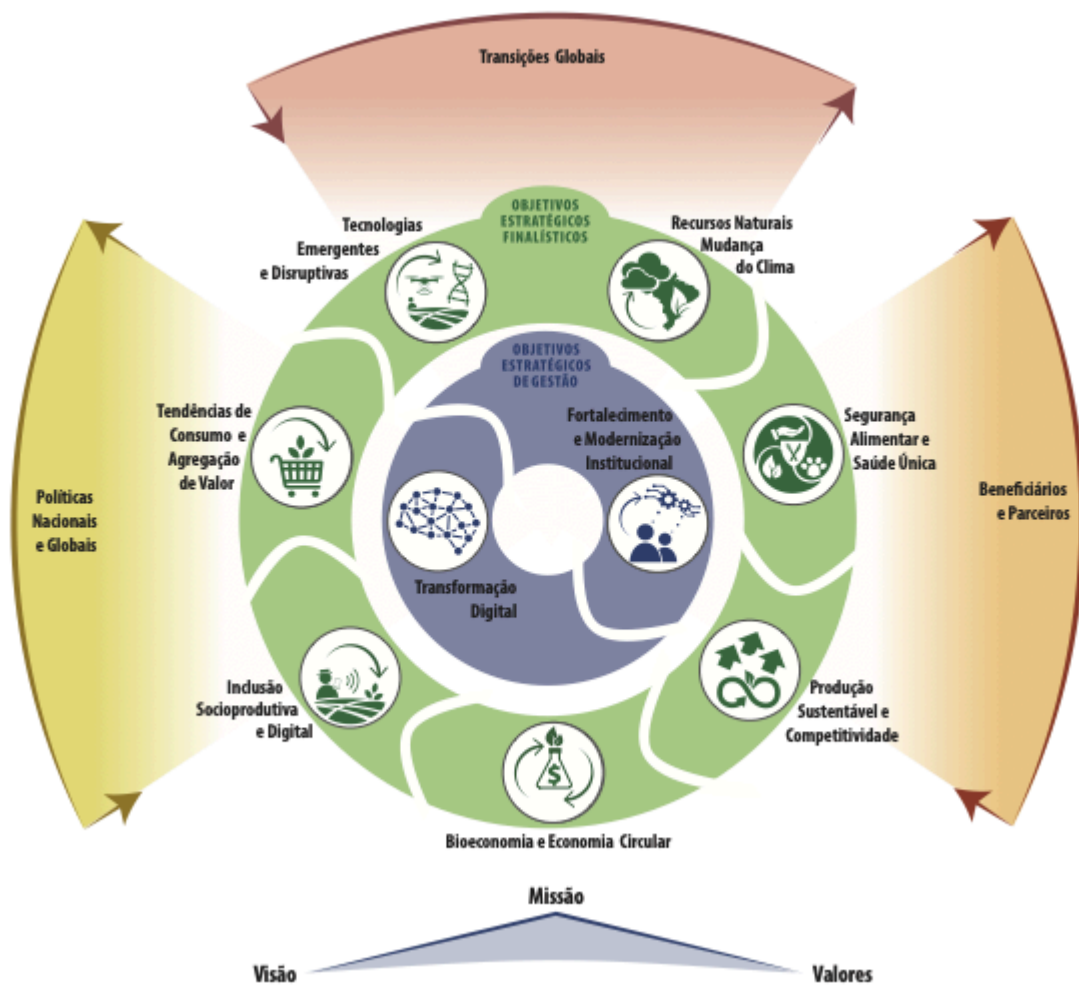 Transições Globais
OBJETIVOS
ESTRATÉGICOS
FINALÍSTICOS
Tecnologias
Emergentes
e Disruptivas
Recursos Naturais
Mudança
do Clima
OBJETIVOS
ESTRATÉGICOS
DE GESTÃO
Tendências de
Consumo e
Agregação
de Valor
Fortalecimento
e Modernização
Institucional
Segurança
Alimentar e
Saúde Única
Políticas
Nacionais
e Globais
Beneficiários
e Parceiros
Transformação
Digital
Inclusão
Socioprodutiva
e Digital
$
Produção
Sustentável e
Competitividade
Bioeconomia e Economia Circular
Missão
Visão
Valores